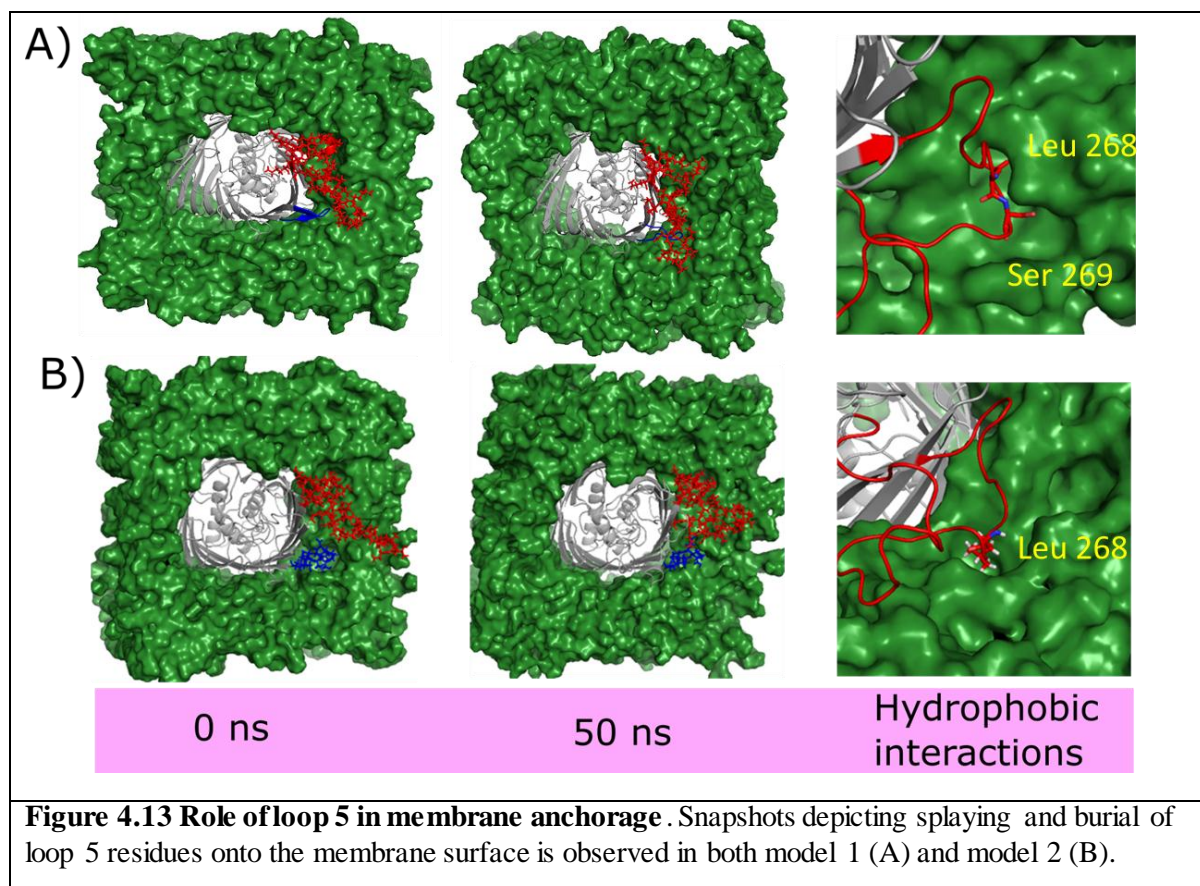 A)
Leu 268
Ser 269
B)
Leu 268
0 ns
50 ns
Hydrophobic
interactions
Figure 4.13 Role of loop 5 in membrane anchorage. Snapshots depicting splaying and burial of
loop 5 residues onto the membrane surface is observed in both model 1 (A) and model 2 (B).